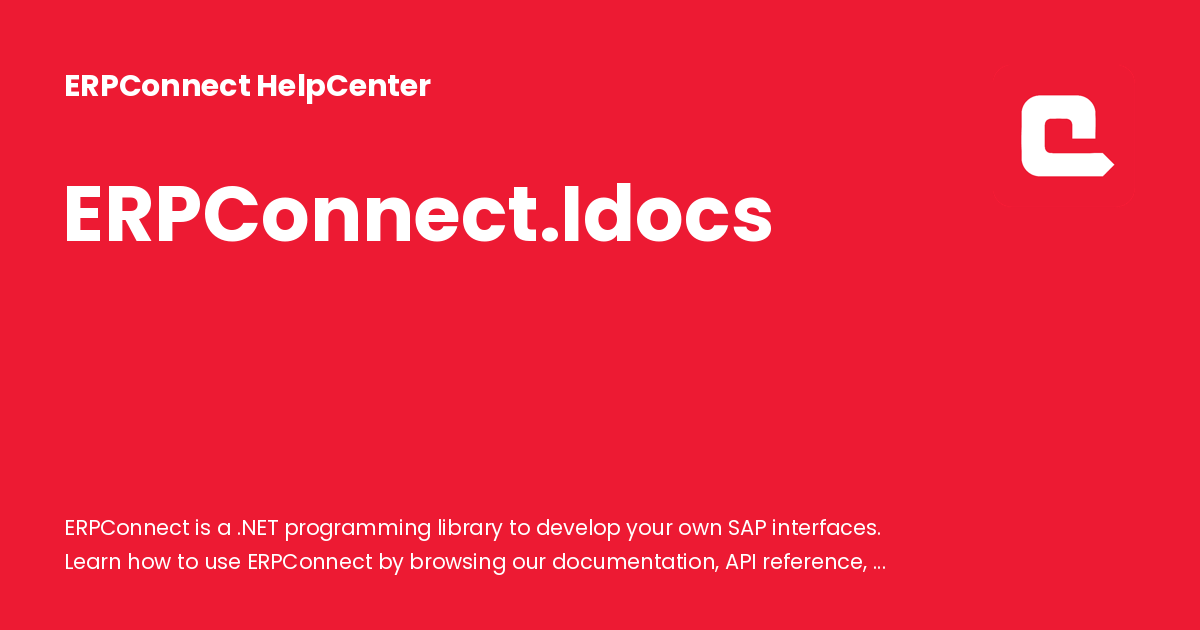 ERPConnect HelpCenter
ERPConnect.Idocs
ERPConnect is a .NET programming library to develop your own SAP interfaces.
Learn how to use ERPConnect by browsing our documentation, API reference, ...